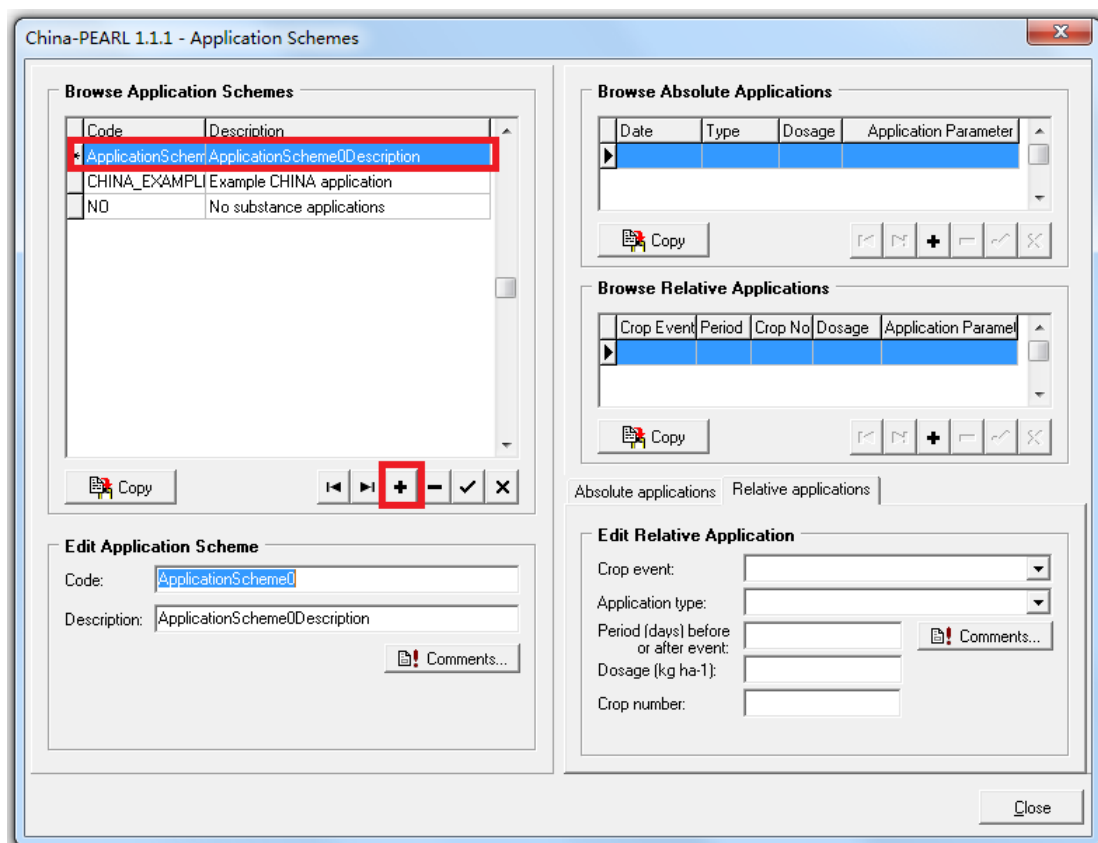 China-PEARL 1.1.1 - Application Schemes
Browse Application Schemes
Code Description
ApplicationSchem ApplicationScheme0Description
CHINA_EXAMPL Example CHINA application
NO No substance applications
Copy
Edit Application Scheme
Code: ApplicationScheme0
Description: ApplicationScheme0Description
Comments...
Browse Absolute Applications
Date Type Dosage Application Parameter
Copy
Browse Relative Applications
Crop Event Period Crop No Dosage Application Paramet
Copy
Absolute applications Relative applications
Edit Relative Application
Crop event:
Application type:
Period (days) before
or after event:
Comments...
Dosage (kg ha-1):
Crop number:
Close